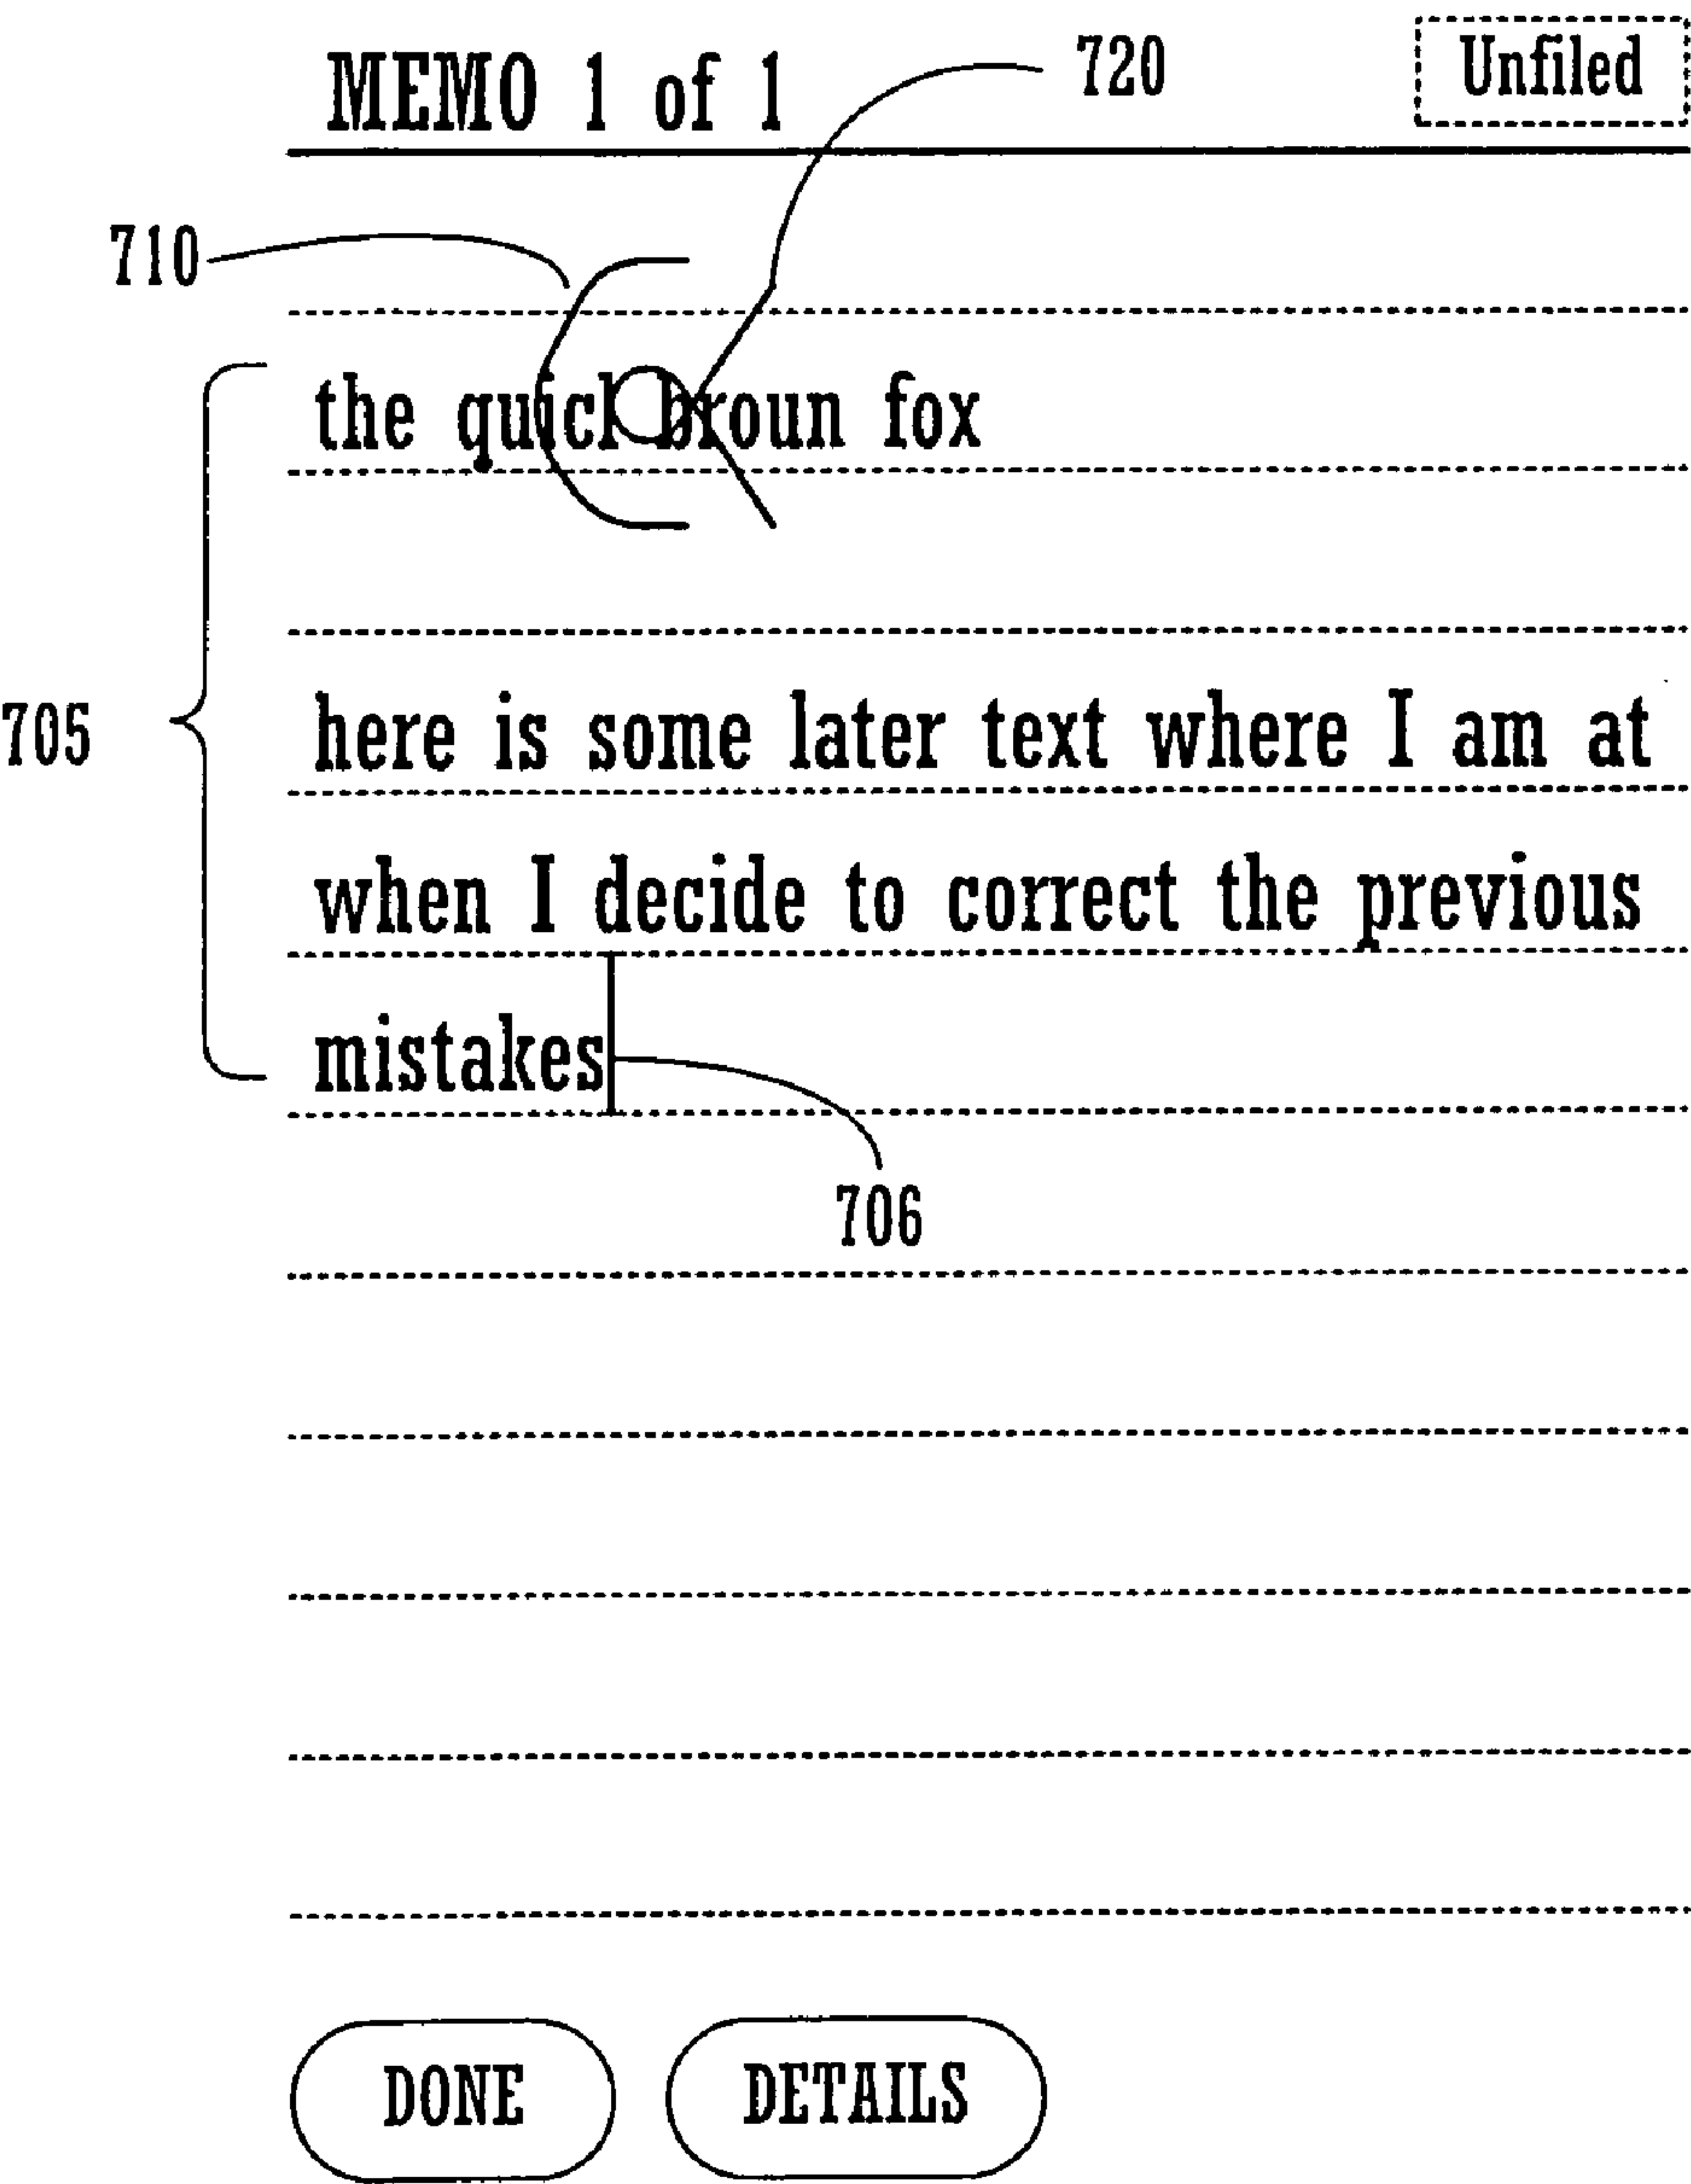 MEMO 1 of 1 720 Unfiled
710
the quick broun fox
705 here is some later text where I am at
when I decide to correct the previous
mistakes
706
DONE DETAILS